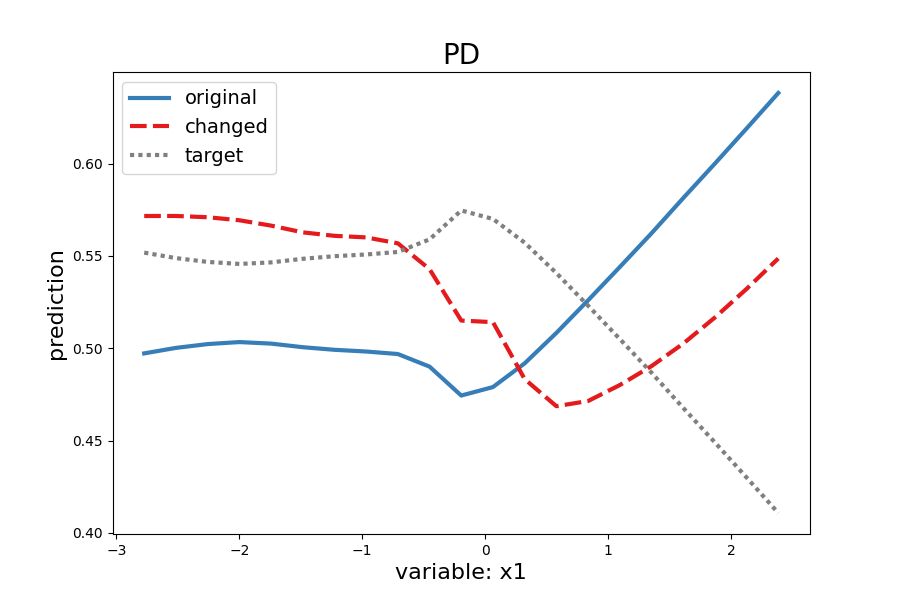 PD
original
changed
target
0.60
0.55
0.50
0.45
0.40
prediction
−3 −2 −1 0 1 2
variable: x1